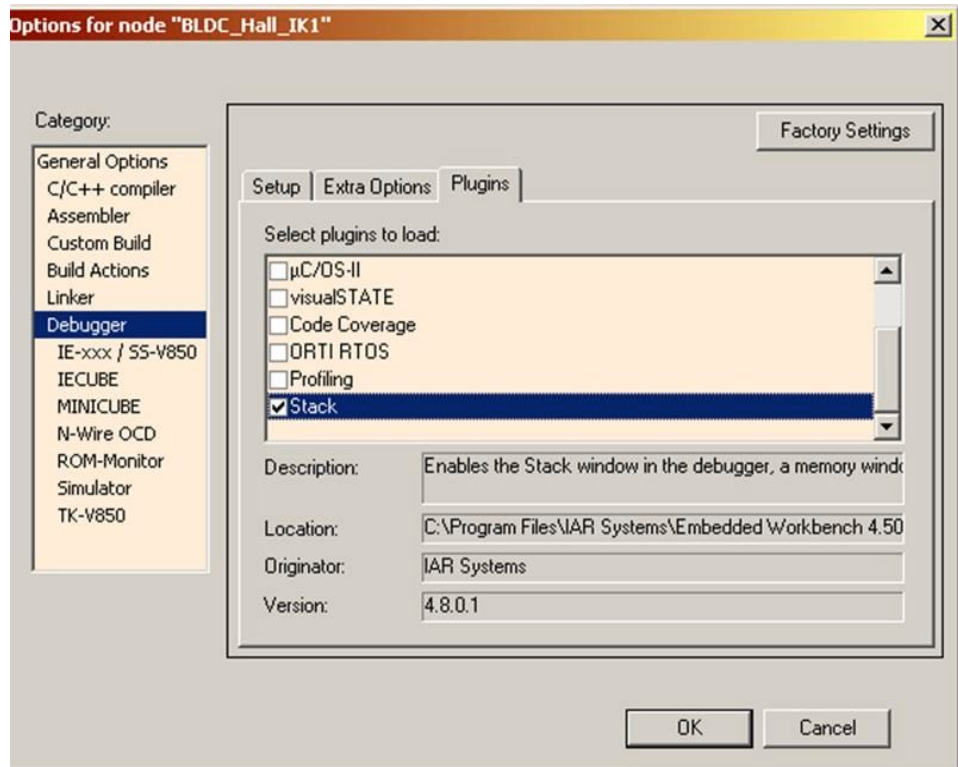 Options for node "BLDC_Hall_IK1"
Category:
Factory Settings
General Options
C/C++ compiler
Assembler
Custom Build
Build Actions
Linker
Debugger
IE-xxx / SS-V850
IECUBE
MINICUBE
N-Wire OCD
ROM-Monitor
Simulator
TK-V850
Setup
Extra Options
Plugins
Select plugins to load:
µC/OS-II
visualSTATE
Code Coverage
ORTI RTOS
Profiling
Stack
Description: Enables the Stack window in the debugger, a memory
Location: C:\Program Files\IAR Systems\Embedded Workbench 4.50
Originator: IAR Systems
Version: 4.8.0.1
OK
Cancel